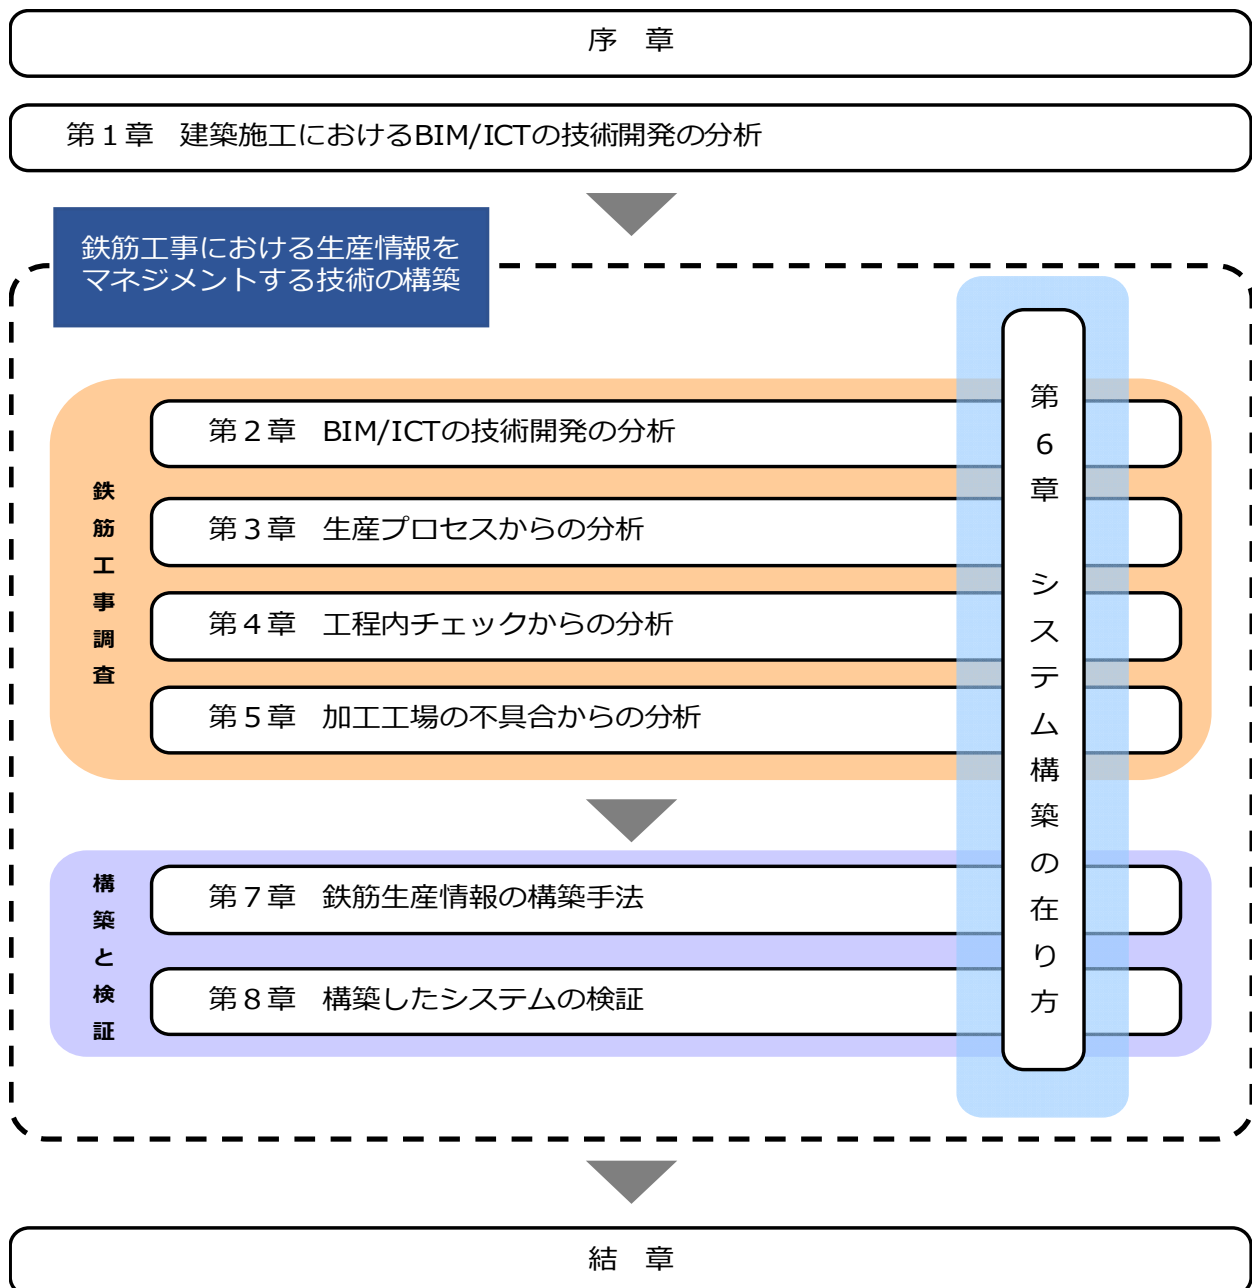 序　章
第１章　建築施工におけるBIM/ICTの技術開発の分析
鉄筋工事における生産情報を
マネジメントする技術の構築
鉄筋工事調査
第２章　BIM/ICTの技術開発の分析
第３章　生産プロセスからの分析
第４章　工程内チェックからの分析
第５章　加工工場の不具合からの分析
第６章　システム構築の在り方
構築と検証
第７章　鉄筋生産情報の構築手法
第８章　構築したシステムの検証
結　章